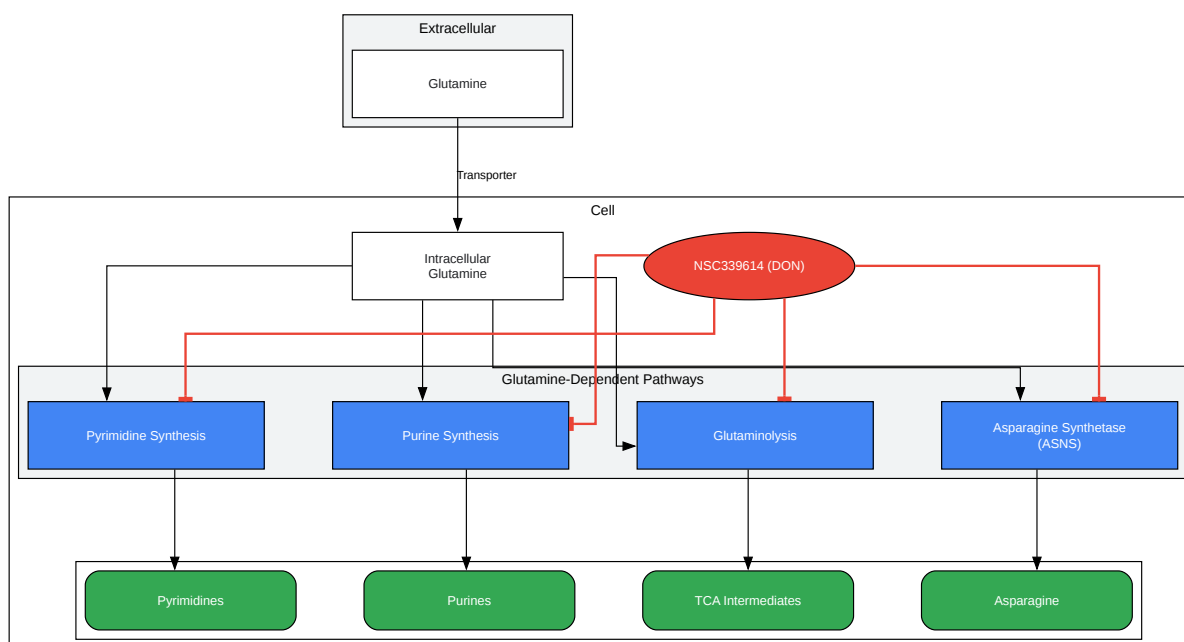 Extracellular
Glutamine
Transporter
Cell
Intracellular
Glutamine
NSC339614 (DON)
Glutamine-Dependent Pathways
Pyrimidine Synthesis
Purine Synthesis
Glutaminolysis
Asparagine Synthetase
(ASNS)
Pyrimidines
Purines
TCA Intermediates
Asparagine